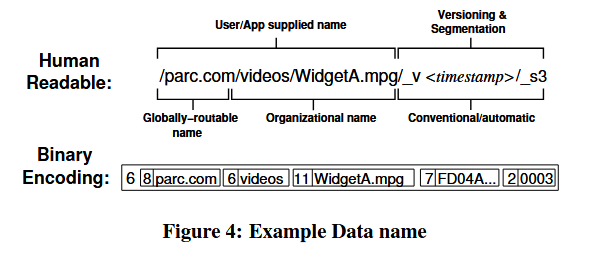 User/App supplied name
Versioning &
Segmentation
Human
Readable:
/parc.com/videos/WidgetA.mpg/_v <timestamp>/_s3
Globally–routable
name
Organizational name
Conventional/automatic
Binary
Encoding:
6 8 parc.com 6 videos 11 WidgetA.mpg 7 FD04A... 2 0003
Figure 4: Example Data name